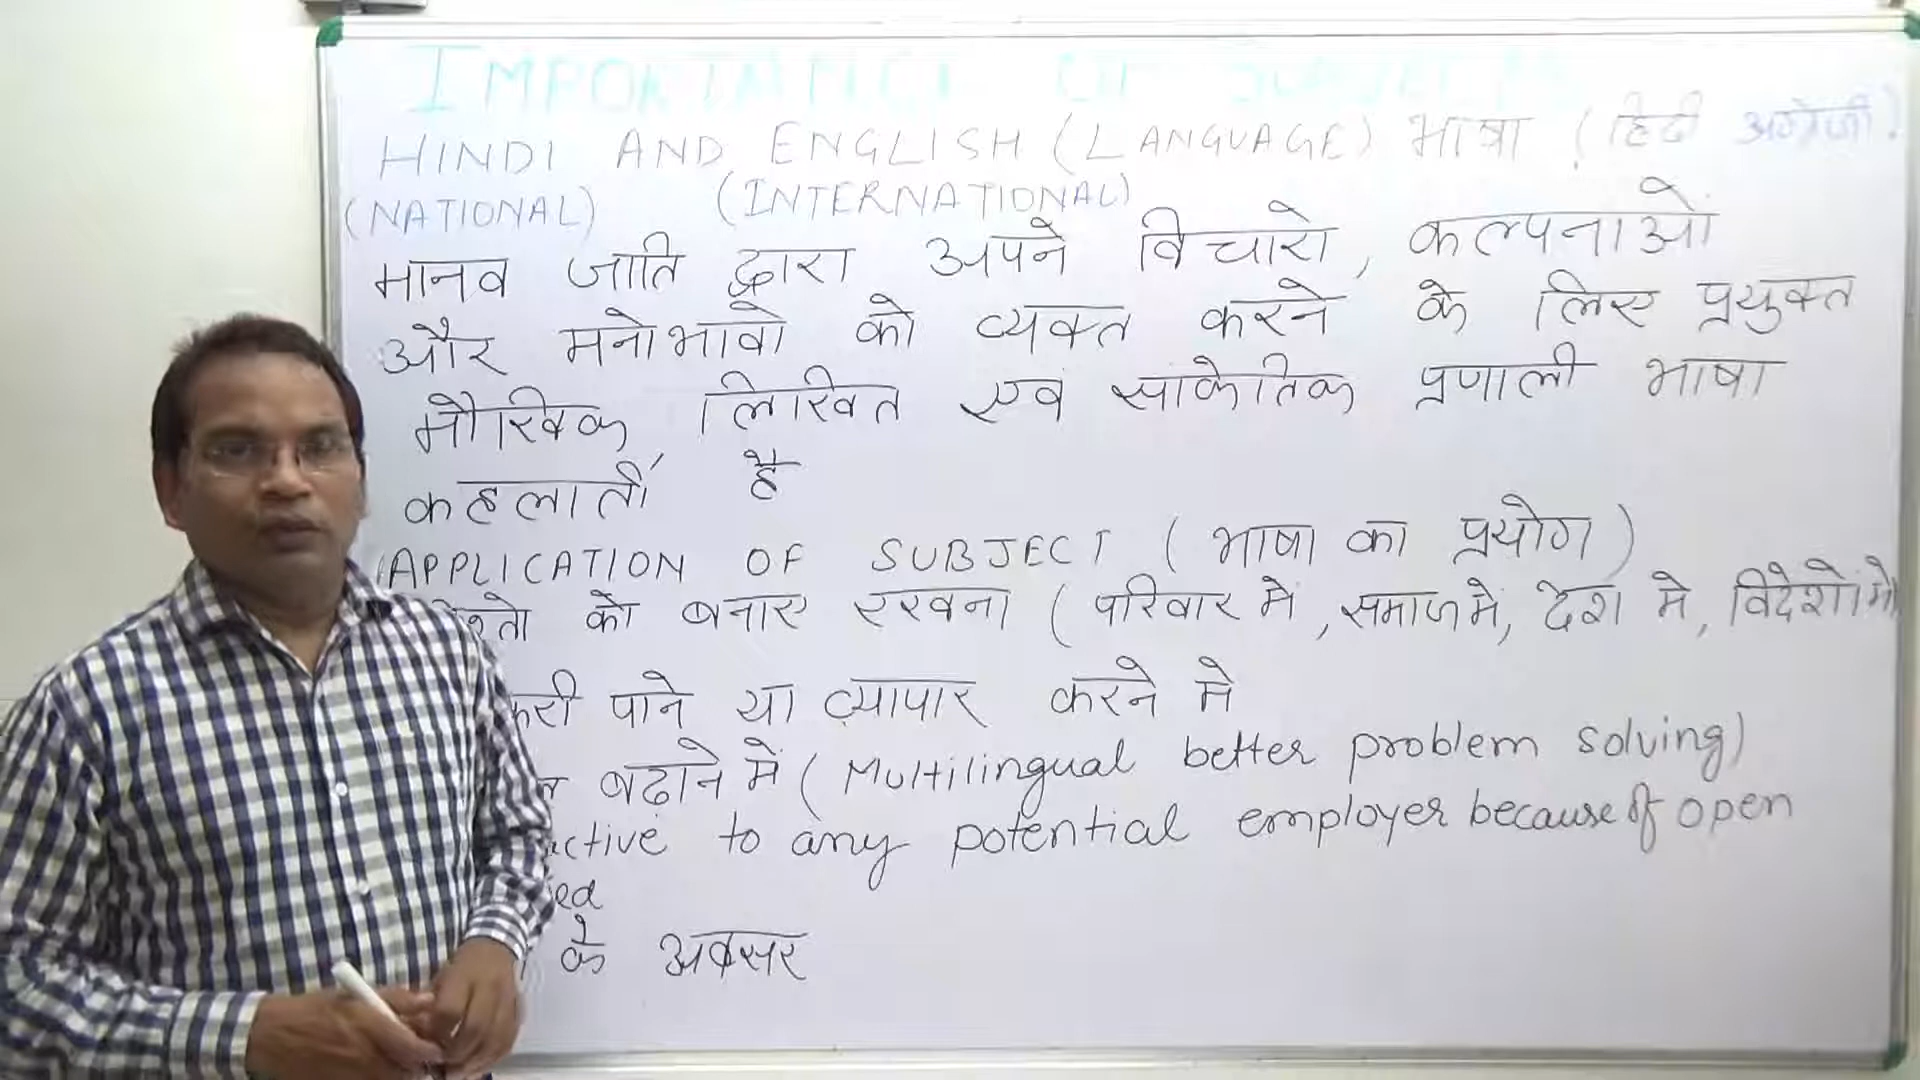 IMPORTANCE OF SUBJECTS
HINDI AND ENGLISH (LANGUAGE) भाषा (हिंदी अंग्रेजी)
(NATIONAL) (INTERNATIONAL)
मानव जाति द्वारा अपने विचारो, कल्पनाओं
और मनोभावो को व्यक्त करने के लिए प्रयुक्त
मौखिक, लिखित एवं सांकेतिक प्रणाली भाषा
कहलाती है
APPLICATION OF SUBJECT (भाषा का प्रयोग)
को बनाए रखना (परिवार मे, समाज मे, देश मे, विदेशो मे
पाने या व्यापार करने मे
बढ़ाने में (Multilingual better problem solving)
to any potential employer because of open
के अवसर